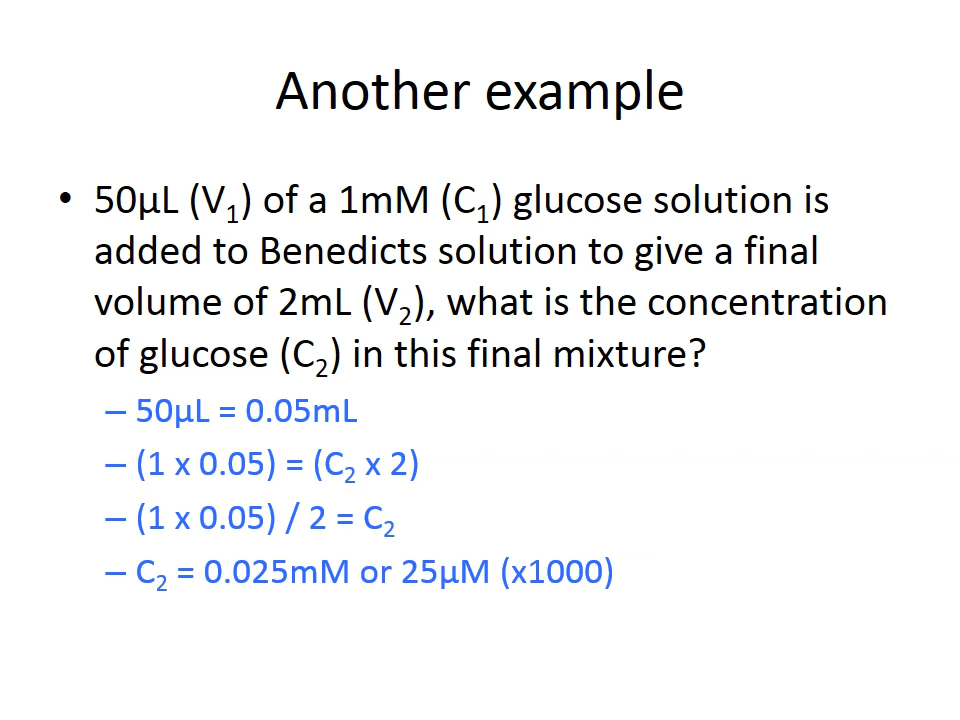 Another example
• 50µL (V₁) of a 1mM (C₁) glucose solution is
added to Benedicts solution to give a final
volume of 2mL (V₂), what is the concentration
of glucose (C₂) in this final mixture?
– 50µL = 0.05mL
– (1 x 0.05) = (C₂ x 2)
– (1 x 0.05) / 2 = C₂
– C₂ = 0.025mM or 25µM (x1000)